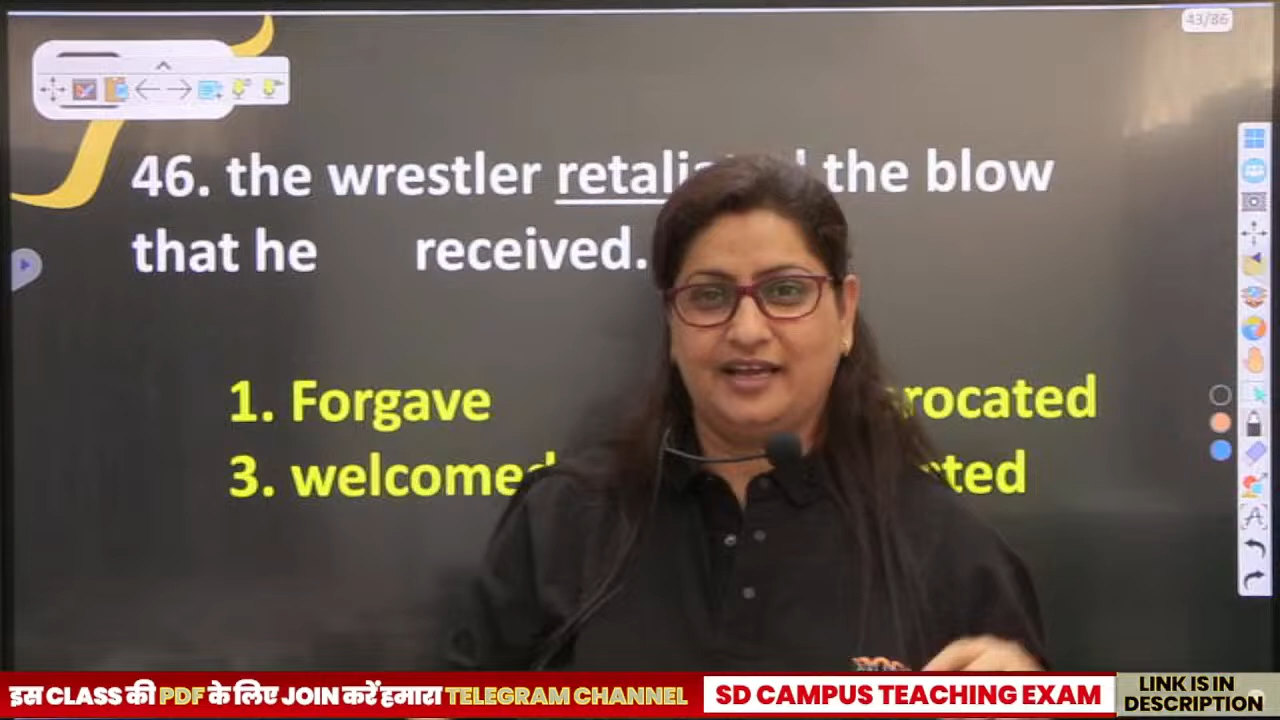 43/86
46. the wrestler the blow
that he received.
1. Forgave
3. welcomed
इस CLASS की PDF के लिए JOIN करें हमारा TELEGRAM CHANNEL
SD CAMPUS TEACHING EXAM
LINK IS IN
DESCRIPTION